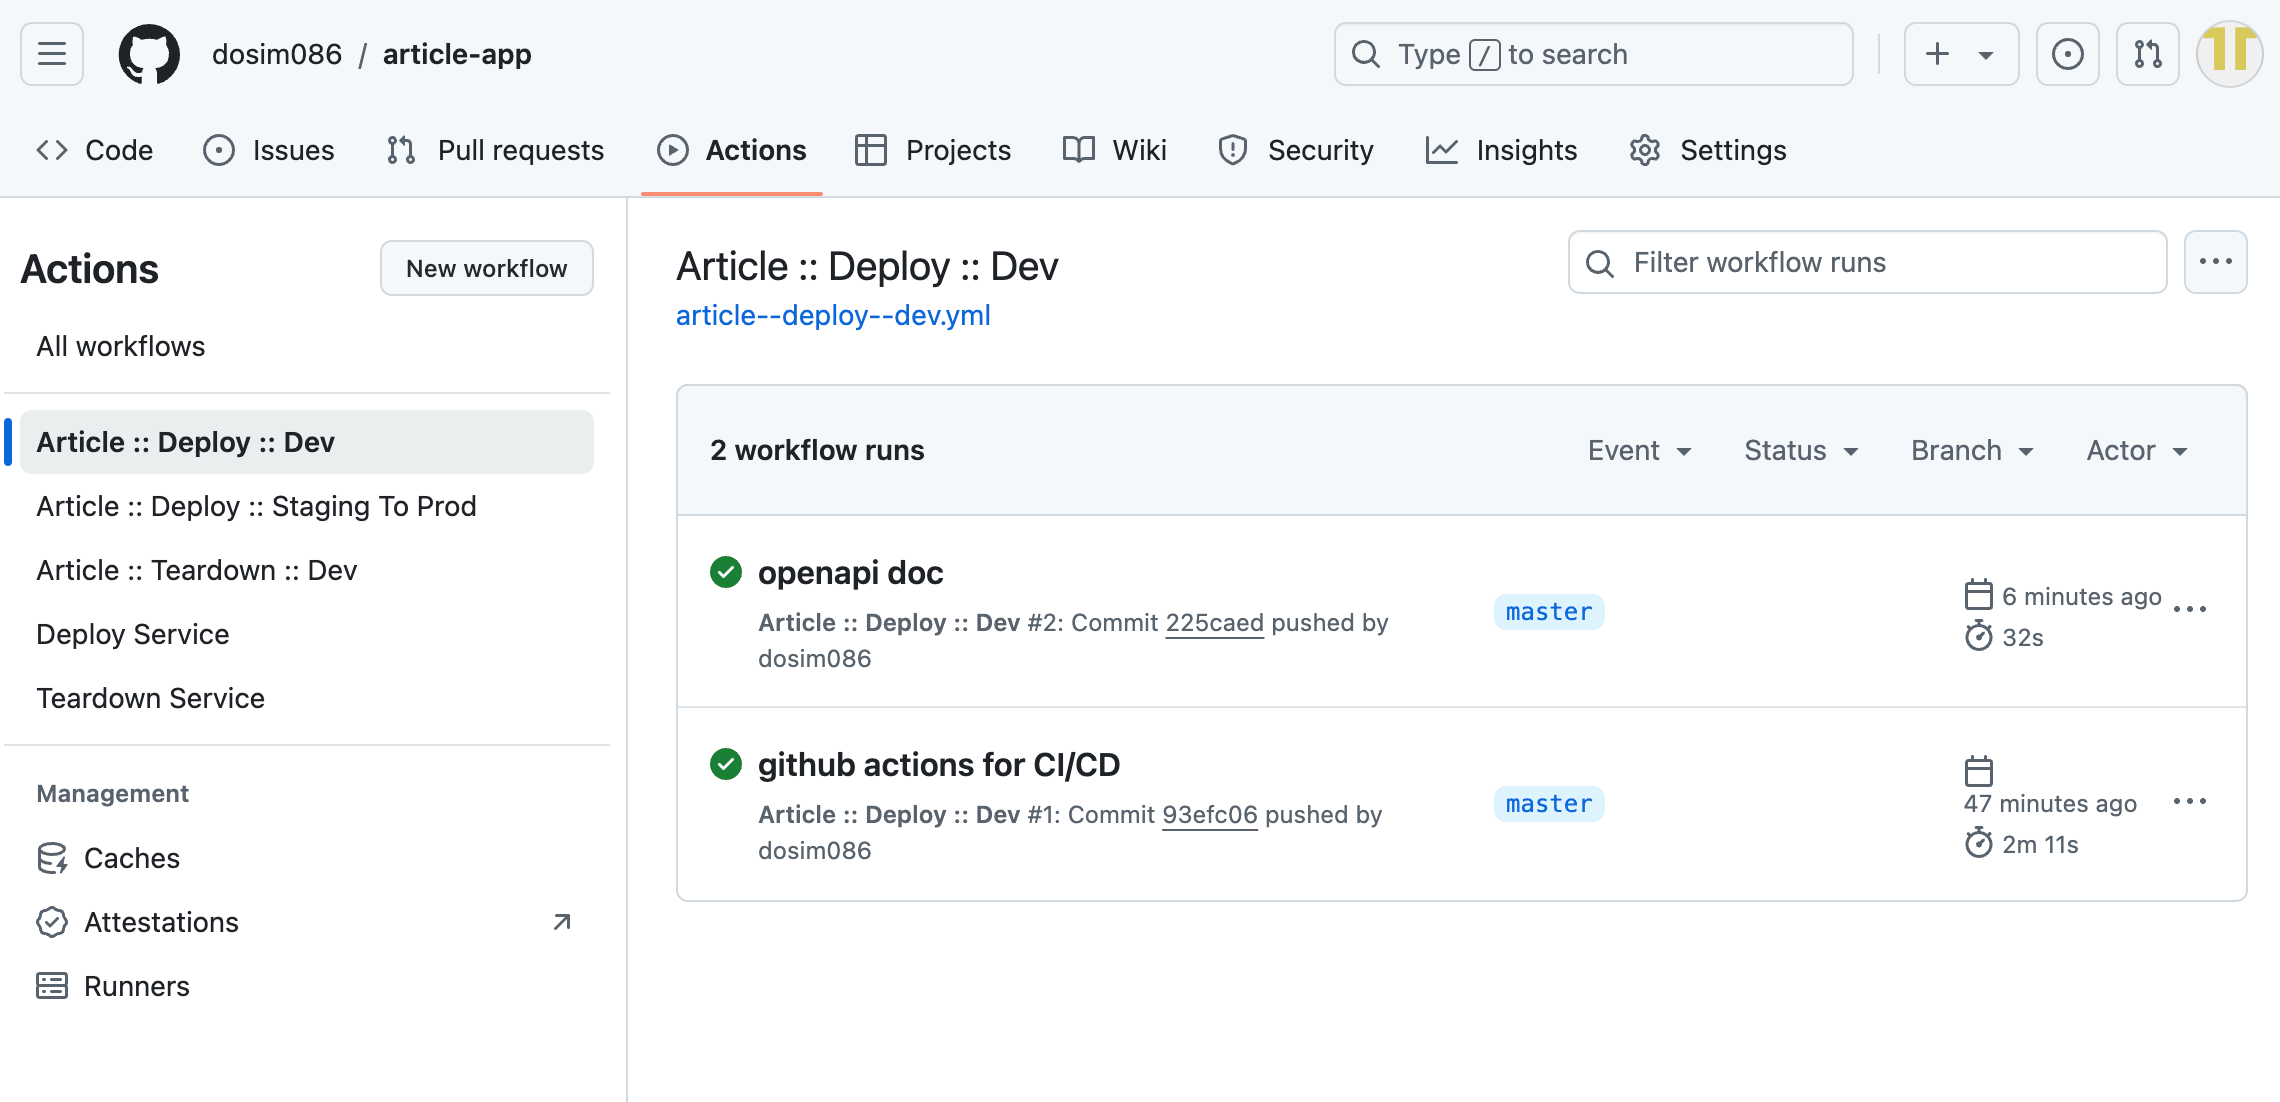 dosim086 / article-app
Type / to search
Code
Issues
Pull requests
Actions
Projects
Wiki
Security
Insights
Settings
Actions
New workflow
All workflows
Article :: Deploy :: Dev
Article :: Deploy :: Staging To Prod
Article :: Teardown :: Dev
Deploy Service
Teardown Service
Management
Caches
Attestations
Runners
Article :: Deploy :: Dev
article--deploy--dev.yml
Filter workflow runs
2 workflow runs
Event
Status
Branch
Actor
openapi doc
Article :: Deploy :: Dev #2: Commit 225caed pushed by
dosim086
master
6 minutes ago
32s
github actions for CI/CD
Article :: Deploy :: Dev #1: Commit 93efc06 pushed by
dosim086
master
47 minutes ago
2m 11s